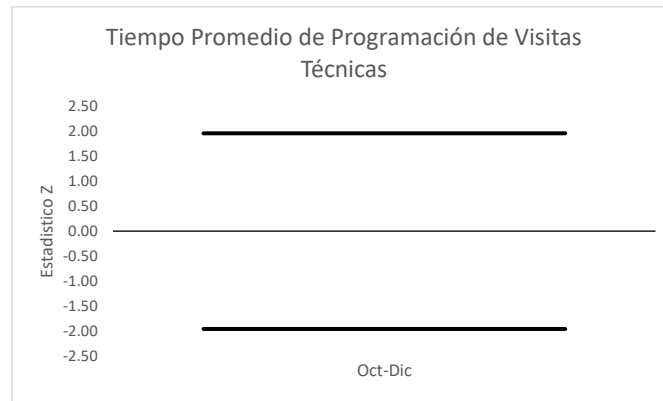 Tiempo Promedio de Programación de Visitas
Técnicas
2.50
2.00
1.50
1.00
0.50
0.00
-0.50
-1.00
-1.50
-2.00
-2.50
Estadistico Z
Oct-Dic